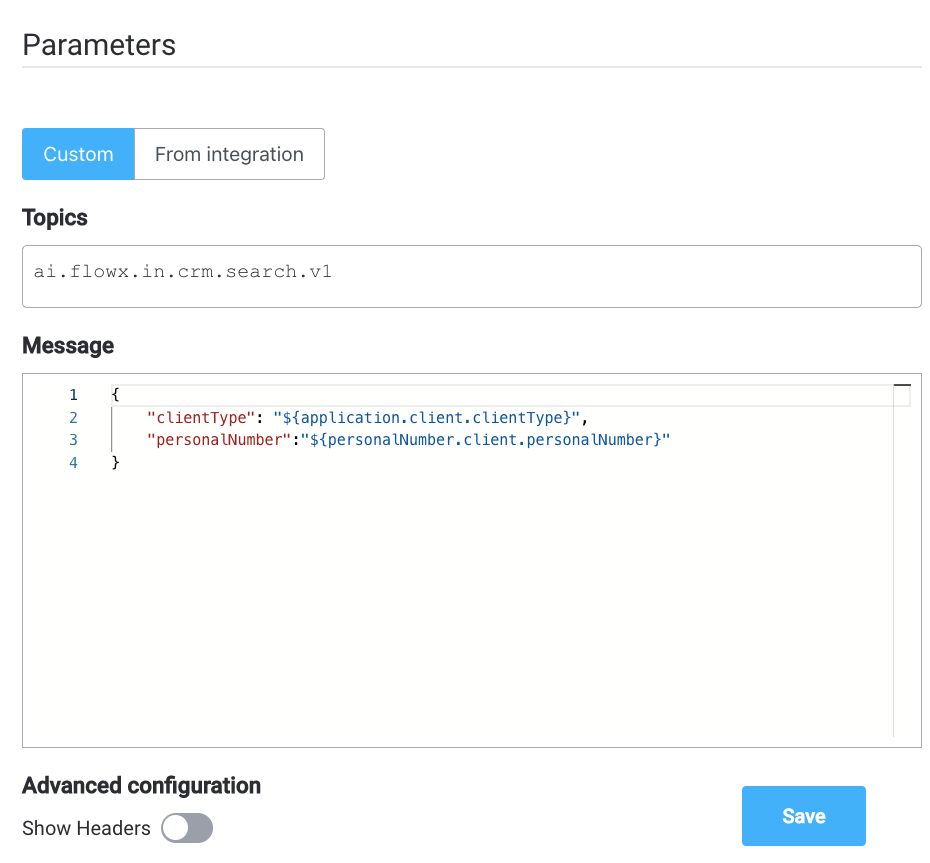 Parameters
Custom From integration
Topics
ai.flowx.in.crm.search.v1
Message
1 {
2 "clientType": "${application.client.clientType}",
3 "personalNumber":"${personalNumber.client.personalNumber}"
4 }
Advanced configuration
Show Headers
Save